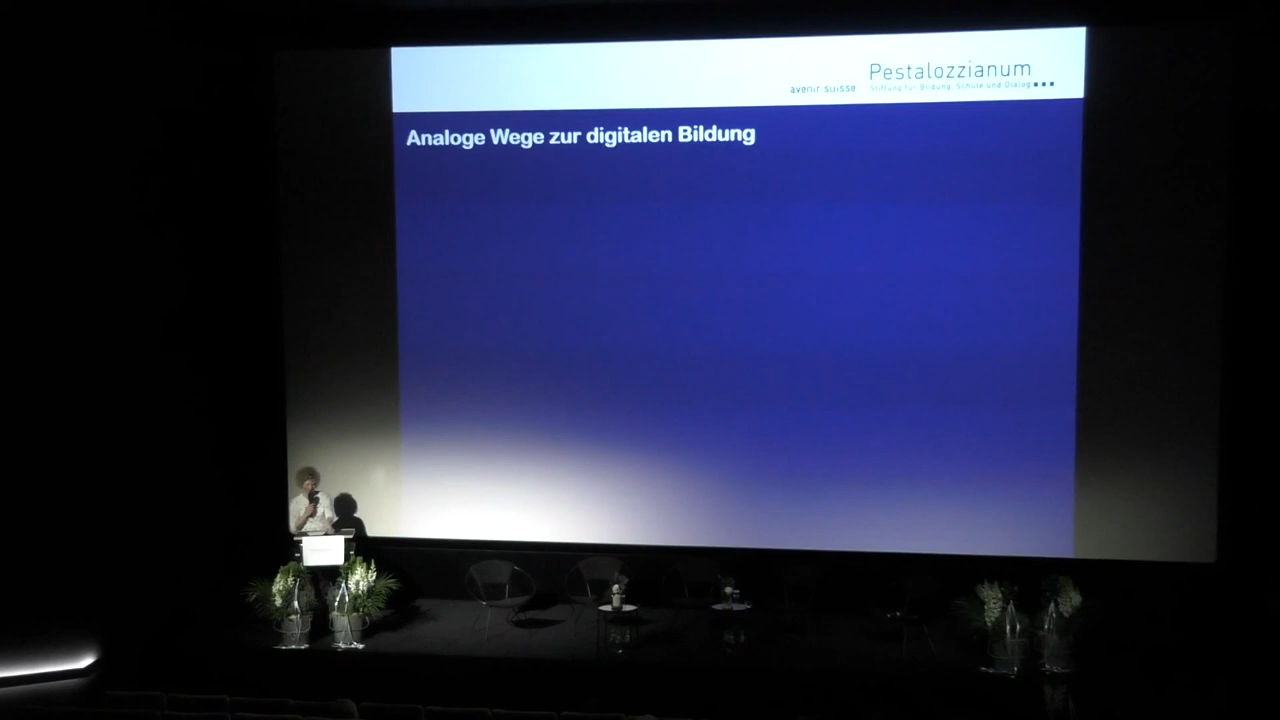 Pestalozzianum
avenir suisse
Stiftung für Bildung, Schule und Dialog
Analoge Wege zur digitalen Bildung